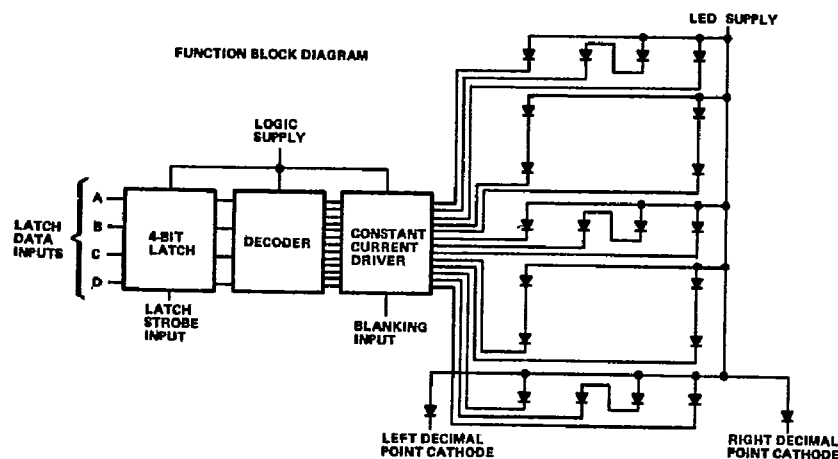 LED SUPPLY
FUNCTION BLOCK DIAGRAM
LOGIC
SUPPLY
LATCH
DATA
INPUTS
A
B
C
D
4-BIT
LATCH
DECODER
CONSTANT
CURRENT
DRIVER
LATCH
STROBE
INPUT
BLANKING
INPUT
LEFT DECIMAL
POINT CATHODE
RIGHT DECIMAL
POINT CATHODE